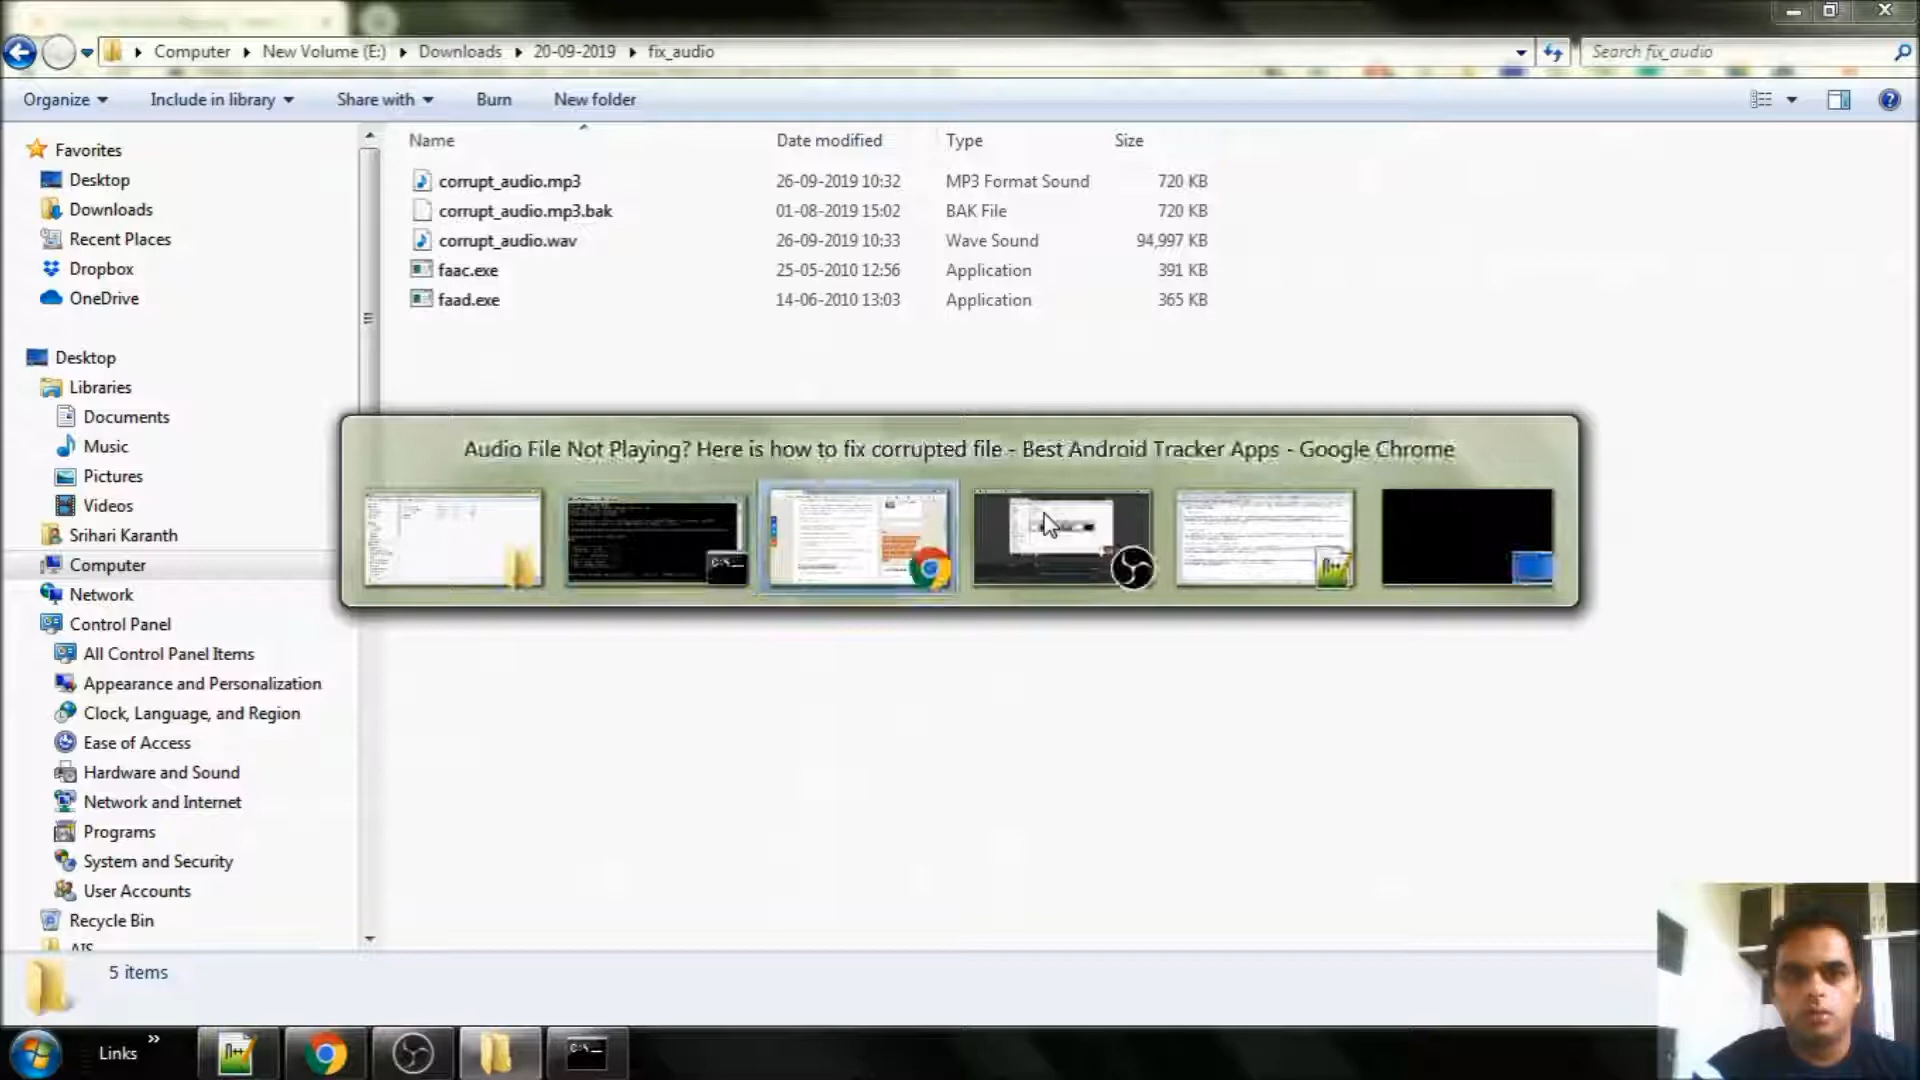 Computer New Volume (E:) Downloads 20-09-2019 fix_audio Search fix_audio
Organize Include in library Share with Burn New folder
Name Date modified Type Size
corrupt_audio.mp3 26-09-2019 10:32 MP3 Format Sound 720 KB
corrupt_audio.mp3.bak 01-08-2019 15:02 BAK File 720 KB
corrupt_audio.wav 26-09-2019 10:33 Wave Sound 94,997 KB
faac.exe 25-05-2010 12:56 Application 391 KB
faad.exe 14-06-2010 13:03 Application 365 KB
Favorites
Desktop
Downloads
Recent Places
Dropbox
OneDrive
Desktop
Libraries
Documents
Music
Pictures
Videos
Srihari Karanth
Computer
Network
Control Panel
All Control Panel Items
Appearance and Personalization
Clock, Language, and Region
Ease of Access
Hardware and Sound
Network and Internet
Programs
System and Security
User Accounts
Recycle Bin
Audio File Not Playing? Here is how to fix corrupted file - Best Android Tracker Apps - Google Chrome
5 items
Links »